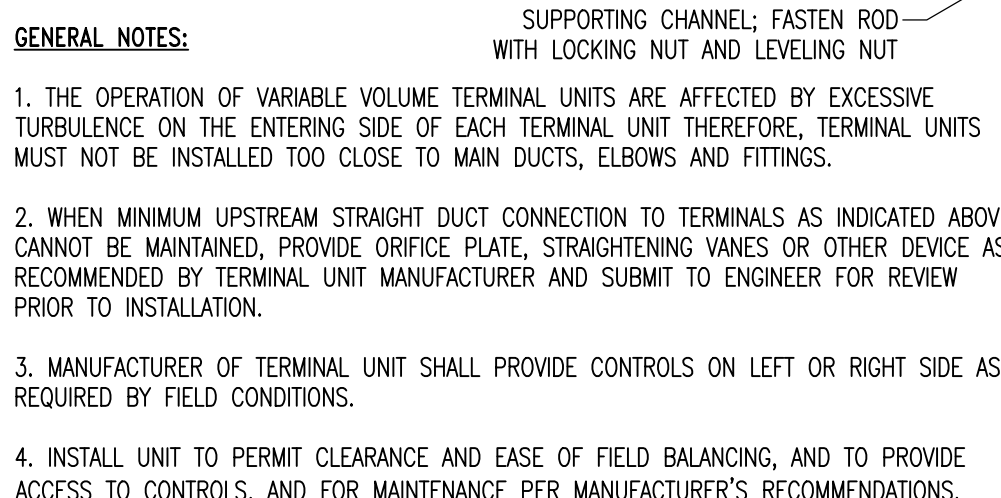 SUPPORTING CHANNEL; FASTEN ROD
WITH LOCKING NUT AND LEVELING NUT
GENERAL NOTES:
1. THE OPERATION OF VARIABLE VOLUME TERMINAL UNITS ARE AFFECTED BY EXCESSIVE
TURBULENCE ON THE ENTERING SIDE OF EACH TERMINAL UNIT THEREFORE, TERMINAL UNITS
MUST NOT BE INSTALLED TOO CLOSE TO MAIN DUCTS, ELBOWS AND FITTINGS.
2. WHEN MINIMUM UPSTREAM STRAIGHT DUCT CONNECTION TO TERMINALS AS INDICATED ABOV
CANNOT BE MAINTAINED, PROVIDE ORIFICE PLATE, STRAIGHTENING VANES OR OTHER DEVICE AS
RECOMMENDED BY TERMINAL UNIT MANUFACTURER AND SUBMIT TO ENGINEER FOR REVIEW
PRIOR TO INSTALLATION.
3. MANUFACTURER OF TERMINAL UNIT SHALL PROVIDE CONTROLS ON LEFT OR RIGHT SIDE AS
REQUIRED BY FIELD CONDITIONS.
4. INSTALL UNIT TO PERMIT CLEARANCE AND EASE OF FIELD BALANCING, AND TO PROVIDE
ACCESS TO CONTROLS, AND FOR MAINTENANCE PER MANUFACTURER'S RECOMMENDATIONS.